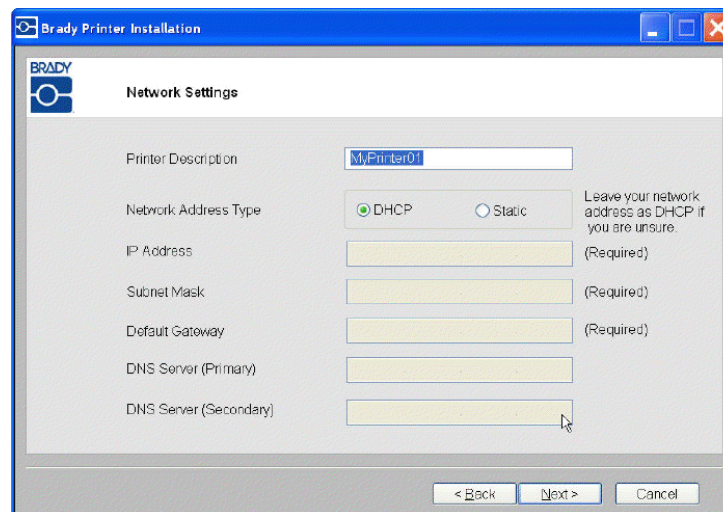 Brady Printer Installation
BRADY
Network Settings
Printer Description
MyPrinter01
Network Address Type
DHCP
Static
Leave your network
address as DHCP if
you are unsure.
IP Address
(Required)
Subnet Mask
(Required)
Default Gateway
(Required)
DNS Server (Primary)
DNS Server (Secondary)
< Back
Next >
Cancel